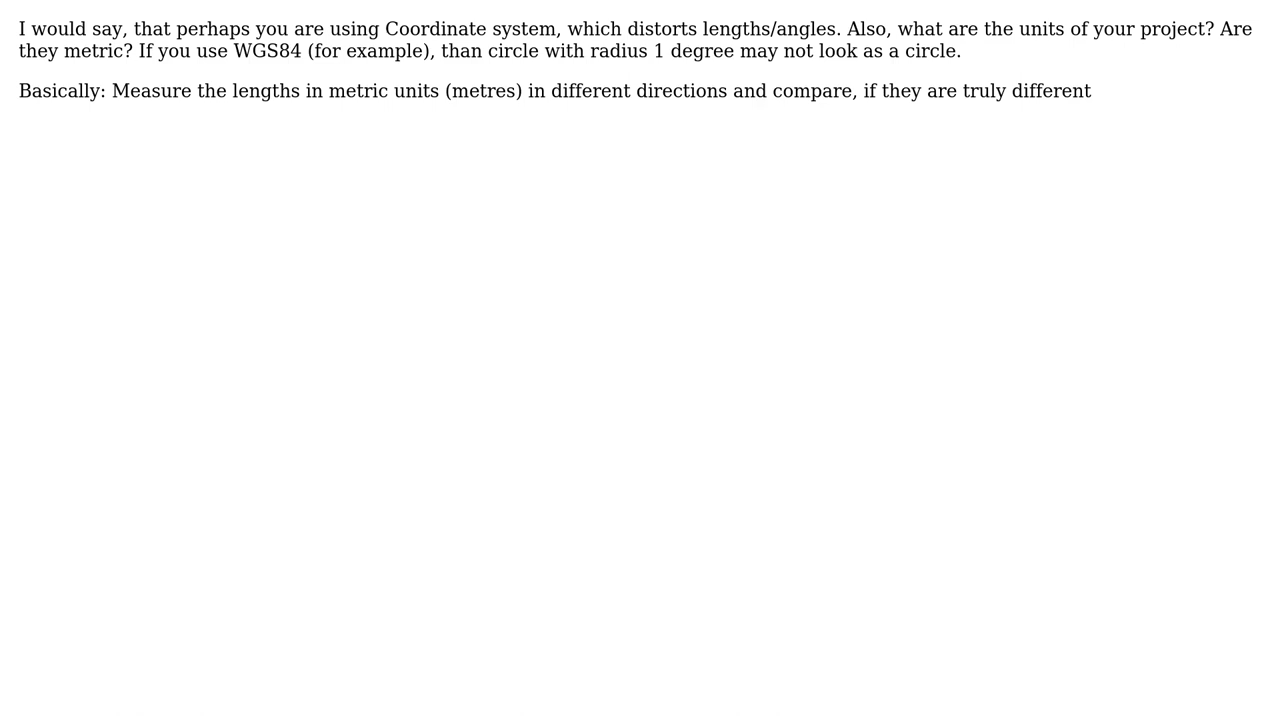 I would say, that perhaps you are using Coordinate system, which distorts lengths/angles. Also, what are the units of your project? Are
they metric? If you use WGS84 (for example), than circle with radius 1 degree may not look as a circle.
Basically: Measure the lengths in metric units (metres) in different directions and compare, if they are truly different